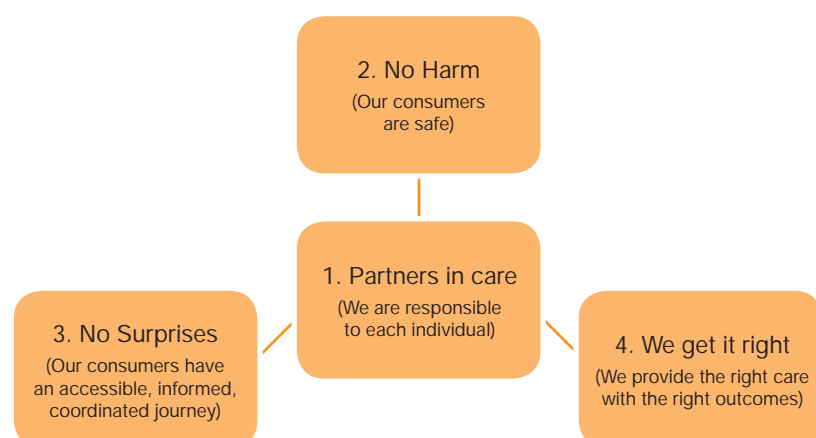 2. No Harm
(Our consumers
are safe)
1. Partners in care
(We are responsible
to each individual)
3. No Surprises
(Our consumers have
an accessible, informed,
coordinated journey)
4. We get it right
(We provide the right care
with the right outcomes)